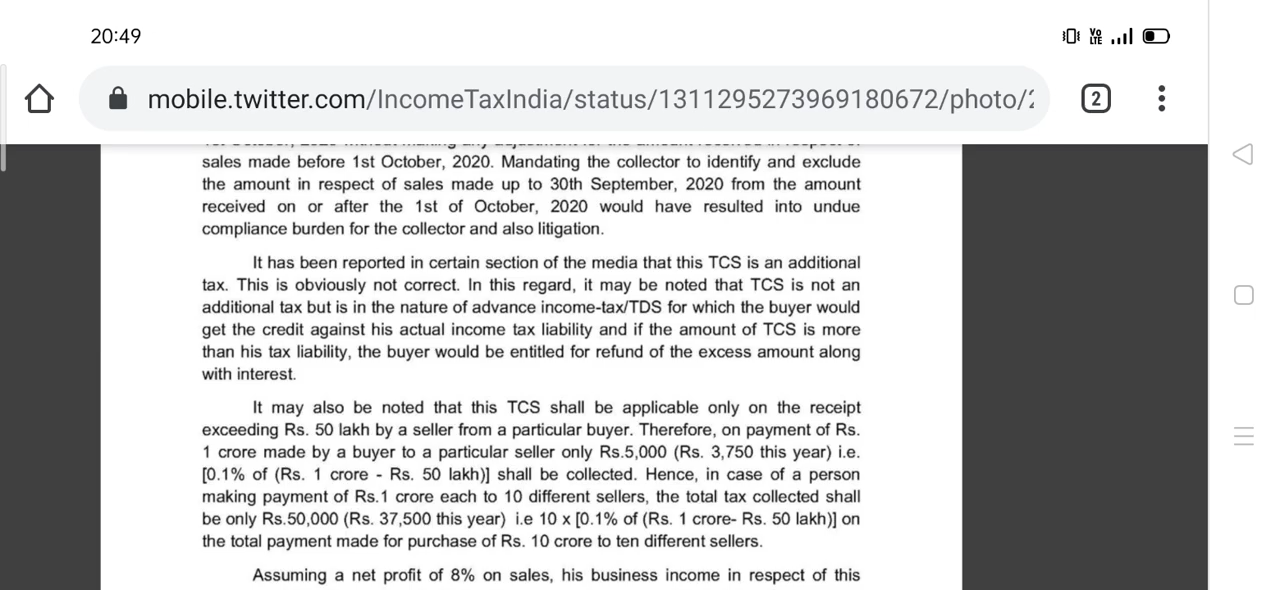 20:49
Vo
LTE
mobile.twitter.com/IncomeTaxIndia/status/1311295273969180672/photo/2
2
sales made before 1st October, 2020. Mandating the collector to identify and exclude
the amount in respect of sales made up to 30th September, 2020 from the amount
received on or after the 1st of October, 2020 would have resulted into undue
compliance burden for the collector and also litigation.
It has been reported in certain section of the media that this TCS is an additional
tax. This is obviously not correct. In this regard, it may be noted that TCS is not an
additional tax but is in the nature of advance income-tax/TDS for which the buyer would
get the credit against his actual income tax liability and if the amount of TCS is more
than his tax liability, the buyer would be entitled for refund of the excess amount along
with interest.
It may also be noted that this TCS shall be applicable only on the receipt
exceeding Rs. 50 lakh by a seller from a particular buyer. Therefore, on payment of Rs.
1 crore made by a buyer to a particular seller only Rs.5,000 (Rs. 3,750 this year) i.e.
[0.1% of (Rs. 1 crore - Rs. 50 lakh)] shall be collected. Hence, in case of a person
making payment of Rs.1 crore each to 10 different sellers, the total tax collected shall
be only Rs.50,000 (Rs. 37,500 this year) i.e 10 x [0.1% of (Rs. 1 crore- Rs. 50 lakh)] on
the total payment made for purchase of Rs. 10 crore to ten different sellers.
Assuming a net profit of 8% on sales, his business income in respect of this